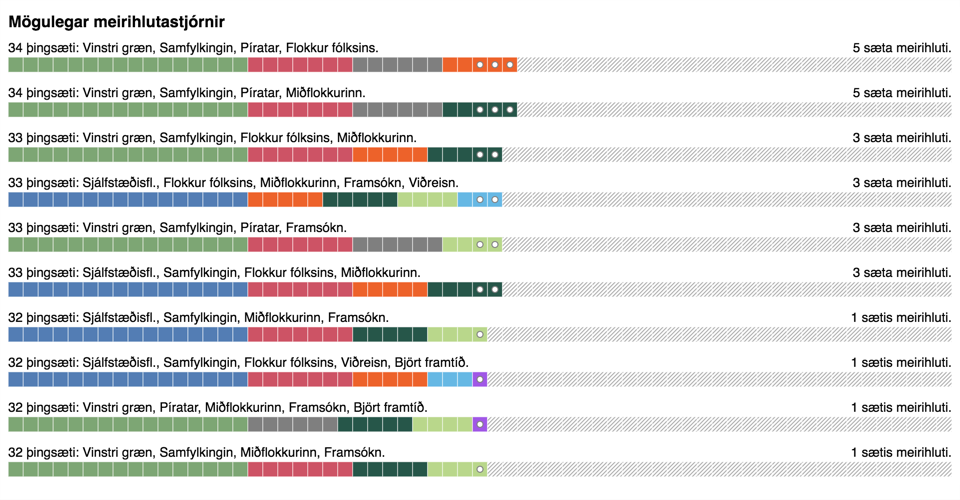 Mögulegar meirihlutastjórnir
34 þingsæti: Vinstri græn, Samfylkingin, Píratar, Flokkur fólksins. 5 sæta meirihluti.
34 þingsæti: Vinstri græn, Samfylkingin, Píratar, Miðflokkurinn. 5 sæta meirihluti.
33 þingsæti: Vinstri græn, Samfylkingin, Flokkur fólksins, Miðflokkurinn. 3 sæta meirihluti.
33 þingsæti: Sjálfstæðisfl., Flokkur fólksins, Miðflokkurinn, Framsókn, Viðreisn. 3 sæta meirihluti.
33 þingsæti: Vinstri græn, Samfylkingin, Píratar, Framsókn. 3 sæta meirihluti.
33 þingsæti: Sjálfstæðisfl., Samfylkingin, Flokkur fólksins, Miðflokkurinn. 3 sæta meirihluti.
32 þingsæti: Sjálfstæðisfl., Samfylkingin, Miðflokkurinn, Framsókn. 1 sætis meirihluti.
32 þingsæti: Sjálfstæðisfl., Samfylkingin, Flokkur fólksins, Viðreisn, Björt framtíð. 1 sætis meirihluti.
32 þingsæti: Vinstri græn, Píratar, Miðflokkurinn, Framsókn, Björt framtíð. 1 sætis meirihluti.
32 þingsæti: Vinstri græn, Samfylkingin, Miðflokkurinn, Framsókn. 1 sætis meirihluti.